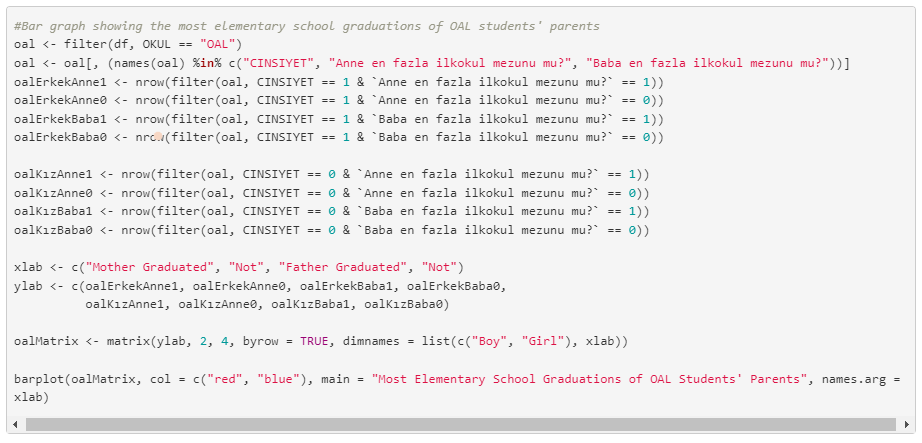 #Bar graph showing the most elementary school graduations of OAL students' parents
oal <- filter(df, OKUL == "OAL")
oal <- oal[, (names(oal) %in% c("CINSIYET", "Anne en fazla ilkokul mezunu mu?", "Baba en fazla ilkokul mezunu mu?"))]
oalErkekAnne1 <- nrow(filter(oal, CINSIYET == 1 & `Anne en fazla ilkokul mezunu mu?` == 1))
oalErkekAnne0 <- nrow(filter(oal, CINSIYET == 1 & `Anne en fazla ilkokul mezunu mu?` == 0))
oalErkekBaba1 <- nrow(filter(oal, CINSIYET == 1 & `Baba en fazla ilkokul mezunu mu?` == 1))
oalErkekBaba0 <- nrow(filter(oal, CINSIYET == 1 & `Baba en fazla ilkokul mezunu mu?` == 0))
oalKızAnne1 <- nrow(filter(oal, CINSIYET == 0 & `Anne en fazla ilkokul mezunu mu?` == 1))
oalKızAnne0 <- nrow(filter(oal, CINSIYET == 0 & `Anne en fazla ilkokul mezunu mu?` == 0))
oalKızBaba1 <- nrow(filter(oal, CINSIYET == 0 & `Baba en fazla ilkokul mezunu mu?` == 1))
oalKızBaba0 <- nrow(filter(oal, CINSIYET == 0 & `Baba en fazla ilkokul mezunu mu?` == 0))
xlab <- c("Mother Graduated", "Not", "Father Graduated", "Not")
ylab <- c(oalErkekAnne1, oalErkekAnne0, oalErkekBaba1, oalErkekBaba0,
oalKızAnne1, oalKızAnne0, oalKızBaba1, oalKızBaba0)
oalMatrix <- matrix(ylab, 2, 4, byrow = TRUE, dimnames = list(c("Boy", "Girl"), xlab))
barplot(oalMatrix, col = c("red", "blue"), main = "Most Elementary School Graduations of OAL Students' Parents", names.arg =
xlab)